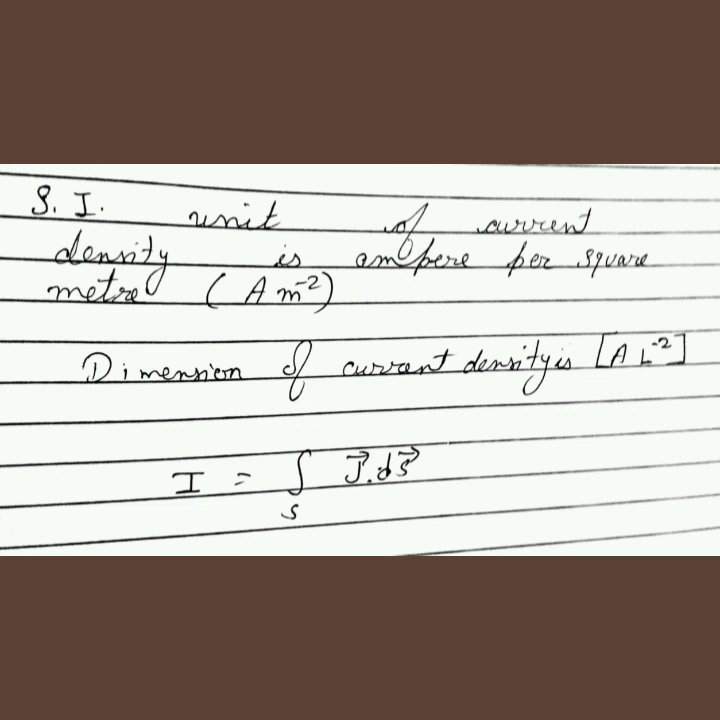 S. I. unit of current
density is ampere per square
metre (A m⁻²)
Dimension of current density is [A L⁻²]
I = ∫ J⃗.dS⃗
S